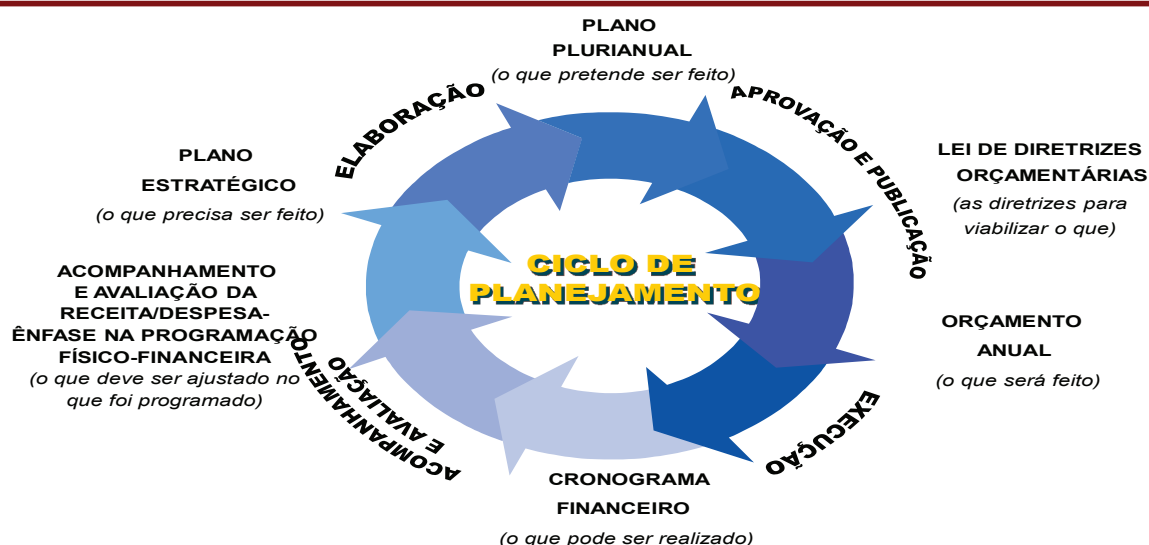 PLANO
PLURIANUAL
(o que pretende ser feito)
ELABORAÇÃO
APROVAÇÃO E PUBLICAÇÃO
PLANO
ESTRATÉGICO
(o que precisa ser feito)
LEI DE DIRETRIZES
ORÇAMENTÁRIAS
(as diretrizes para
viabilizar o que)
CICLO DE
PLANEJAMENTO
ACOMPANHAMENTO
E AVALIAÇÃO DA
RECEITA/DESPESA-
ÊNFASE NA PROGRAMAÇÃO
FÍSICO-FINANCEIRA
(o que deve ser ajustado no
que foi programado)
ORÇAMENTO
ANUAL
(o que será feito)
ACOMPANHAMENTO
E AVALIAÇÃO
EXECUÇÃO
CRONOGRAMA
FINANCEIRO
(o que pode ser realizado)